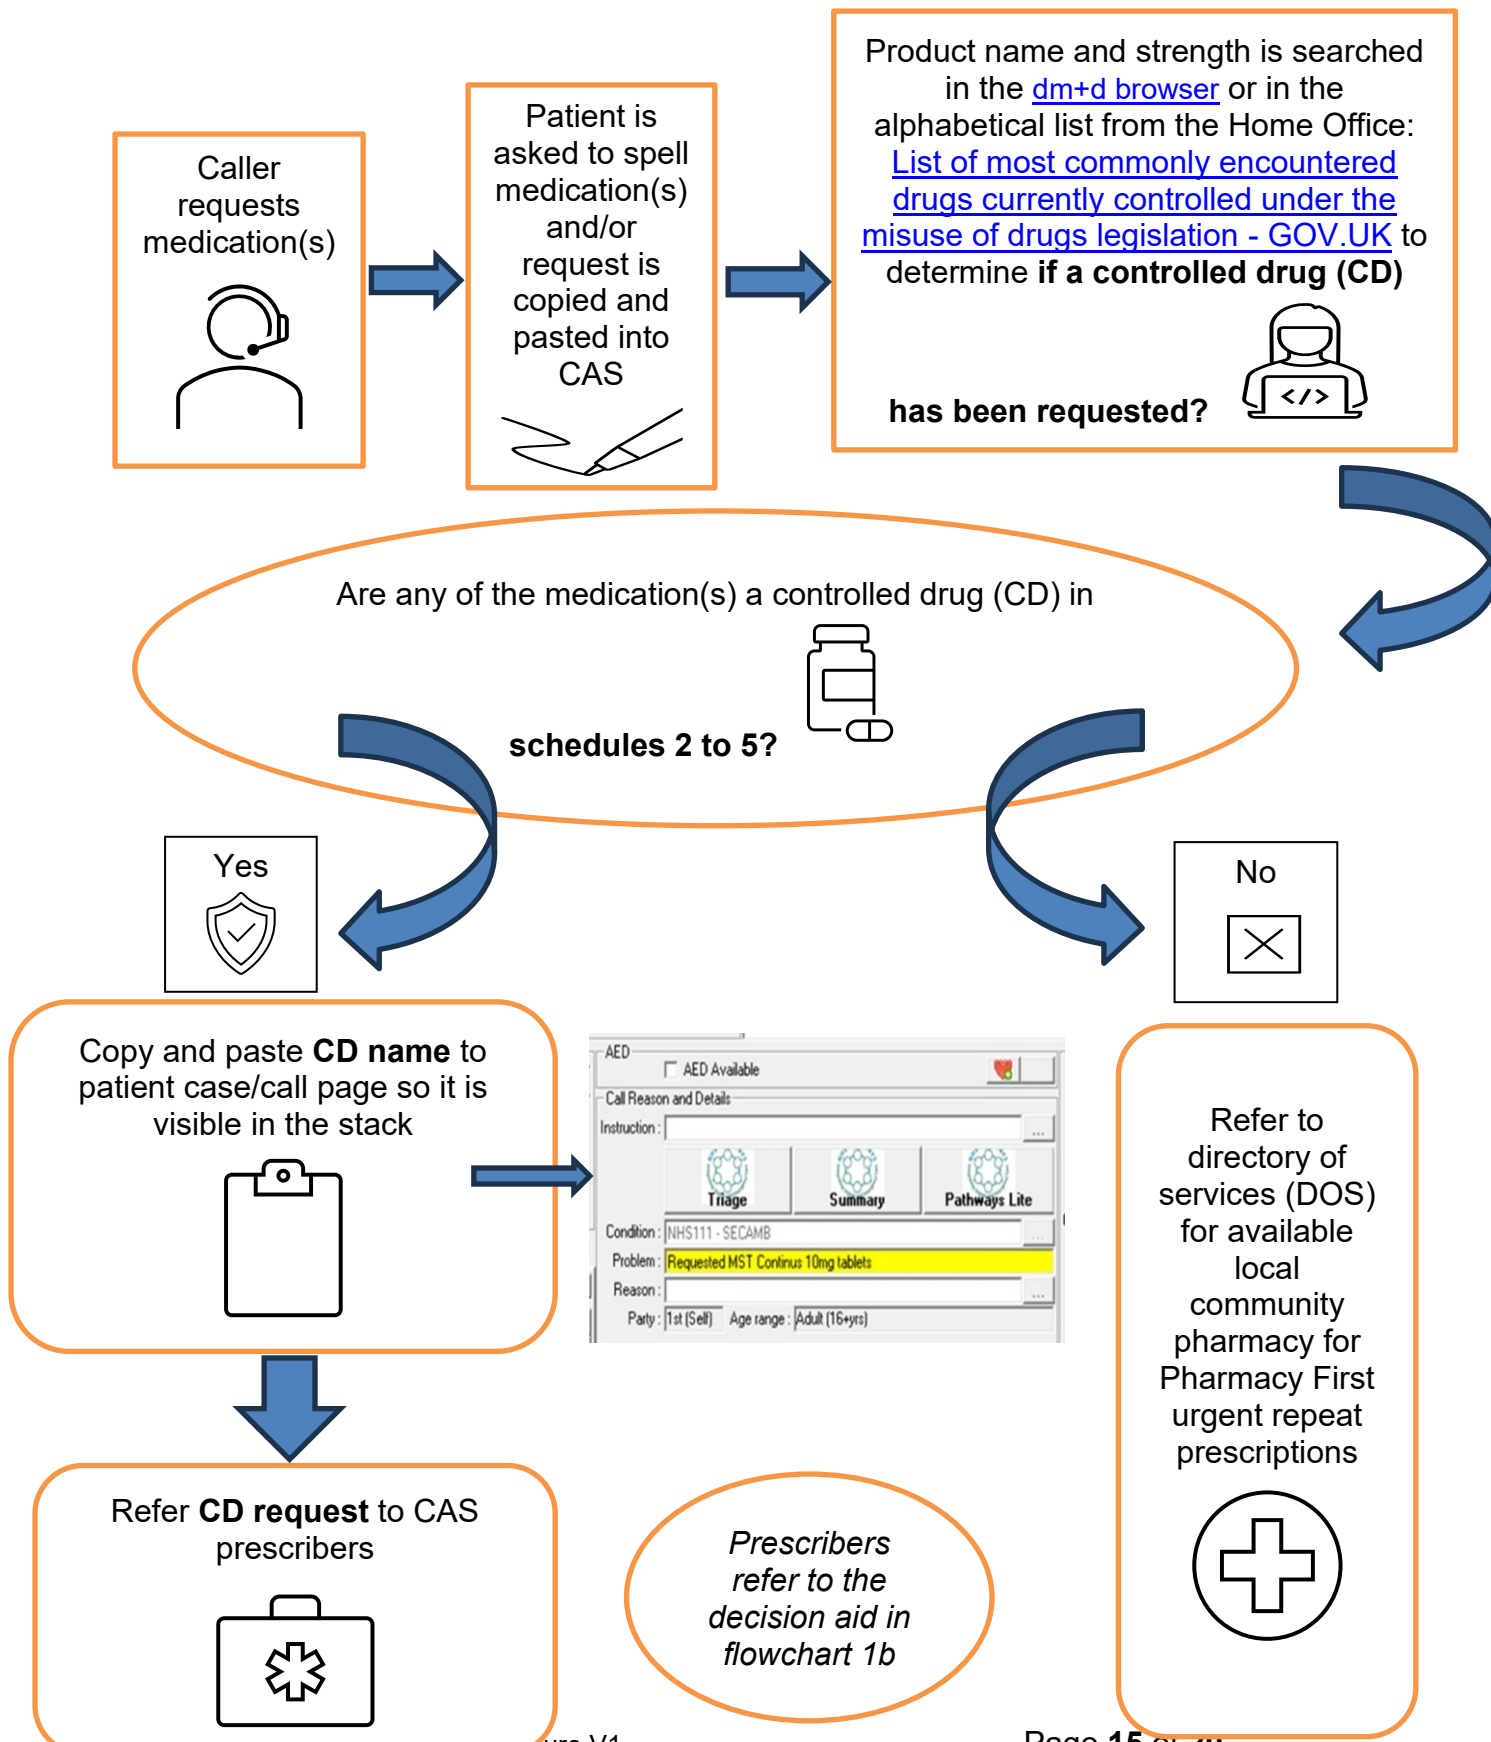 Caller
requests
medication(s)
Patient is
asked to spell
medication(s)
and/or
request is
copied and
pasted into
CAS
Product name and strength is searched
in the dm+d browser or in the
alphabetical list from the Home Office:
List of most commonly encountered
drugs currently controlled under the
misuse of drugs legislation - GOV.UK to
determine if a controlled drug (CD)
has been requested?
</>
Are any of the medication(s) a controlled drug (CD) in
schedules 2 to 5?
Yes
No
Copy and paste CD name to
patient case/call page so it is
visible in the stack
AED
AED Available
Call Reason and Details
Instruction :
...
Triage
Summary
Pathways Lite
Condition : NHS111 - SECAMB
...
Problem : Requested MST Continus 10mg tablets
Reason :
...
Party : 1st (Self) Age range : Adult (16+yrs)
Refer to
directory of
services (DOS)
for available
local
community
pharmacy for
Pharmacy First
urgent repeat
prescriptions
Refer CD request to CAS
prescribers
Prescribers
refer to the
decision aid in
flowchart 1b
V1
Page 15